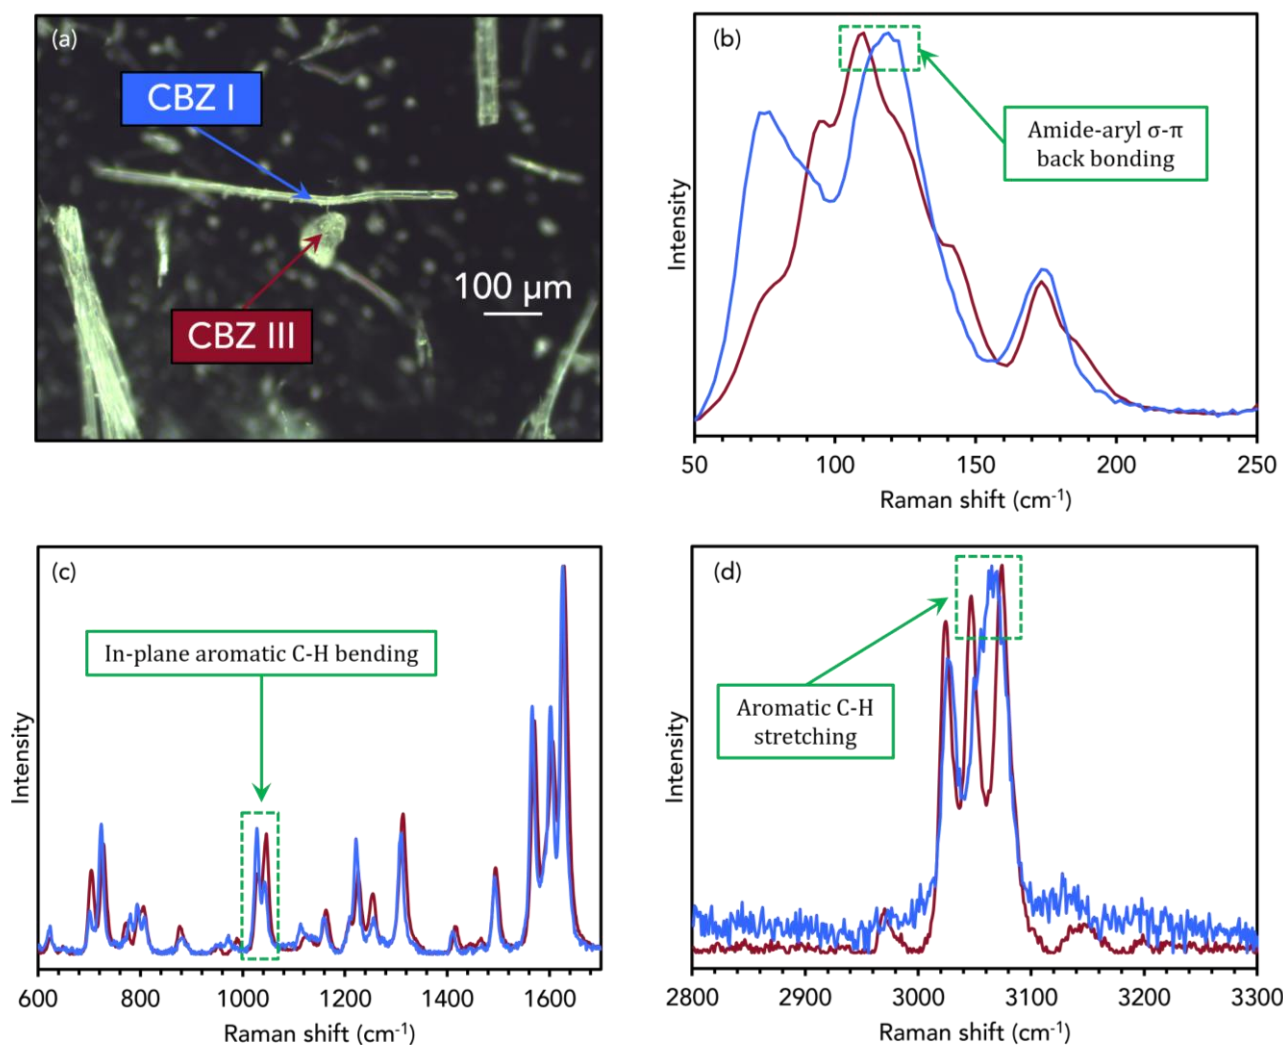 (a)
CBZ I
100 μm
CBZ III
(b)
Amide-aryl σ-π
back bonding
Intensity
50
100
150
200
250
Raman shift (cm⁻¹)
(c)
In-plane aromatic C-H bending
Intensity
600
800
1000
1200
1400
1600
Raman shift (cm⁻¹)
(d)
Aromatic C-H
stretching
Intensity
2800
2900
3000
3100
3200
3300
Raman shift (cm⁻¹)